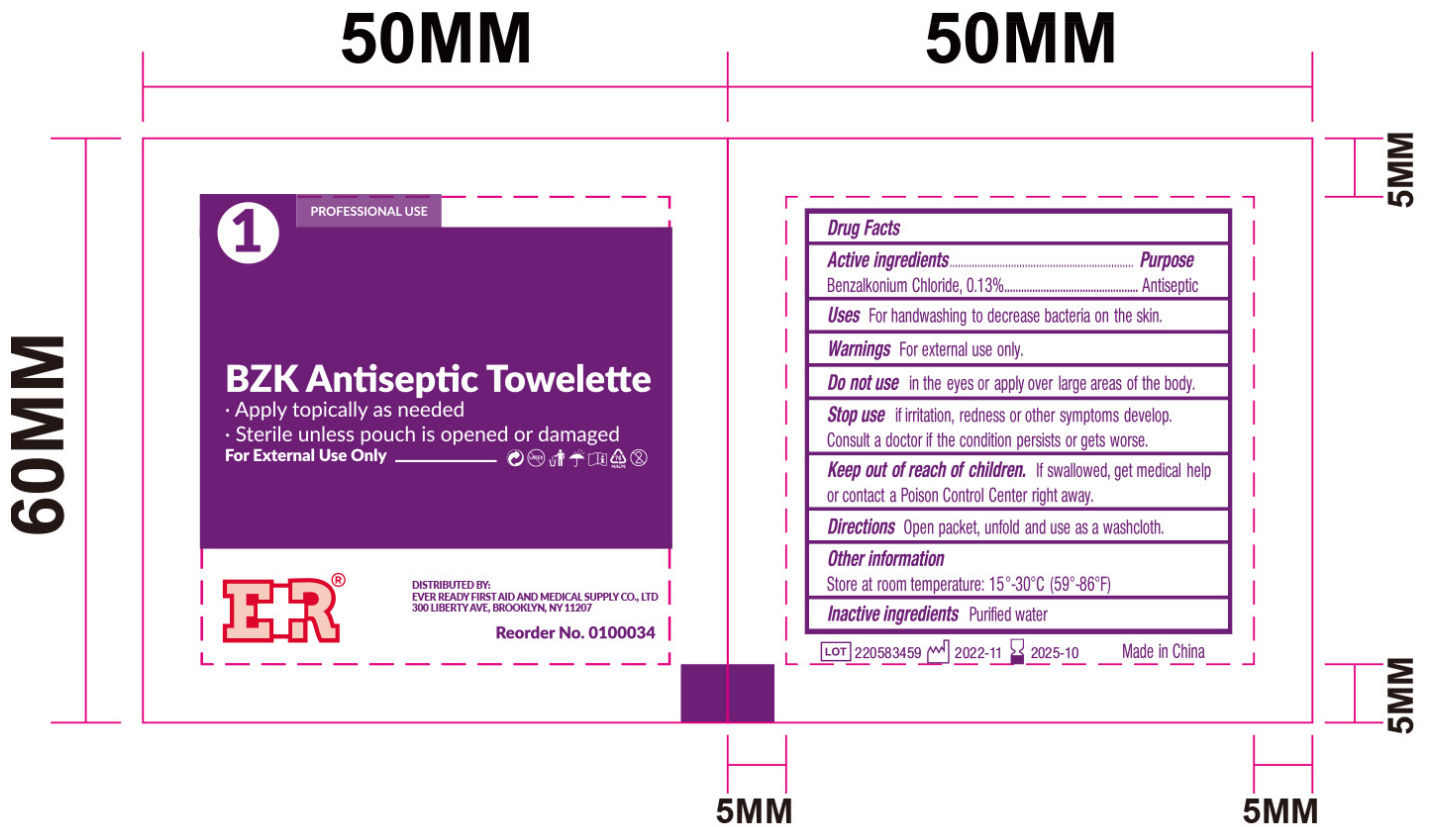 50MM
50MM
5MM
60MM
1
PROFESSIONAL USE
BZK Antiseptic Towelette
· Apply topically as needed
· Sterile unless pouch is opened or damaged
For External Use Only
E-R®
DISTRIBUTED BY:
EVER READY FIRST AID AND MEDICAL SUPPLY CO., LTD
300 LIBERTY AVE, BROOKLYN, NY 11207
Reorder No. 0100034
Drug Facts
Active ingredients.................................................................. Purpose
Benzalkonium Chloride, 0.13%................................................ Antiseptic
Uses For handwashing to decrease bacteria on the skin.
Warnings For external use only.
Do not use in the eyes or apply over large areas of the body.
Stop use if irritation, redness or other symptoms develop.
Consult a doctor if the condition persists or gets worse.
Keep out of reach of children. If swallowed, get medical help
or contact a Poison Control Center right away.
Directions Open packet, unfold and use as a washcloth.
Other information
Store at room temperature: 15°-30°C (59°-86°F)
Inactive ingredients Purified water
LOT 220583459 2022-11 2025-10 Made in China
5MM
5MM
5MM